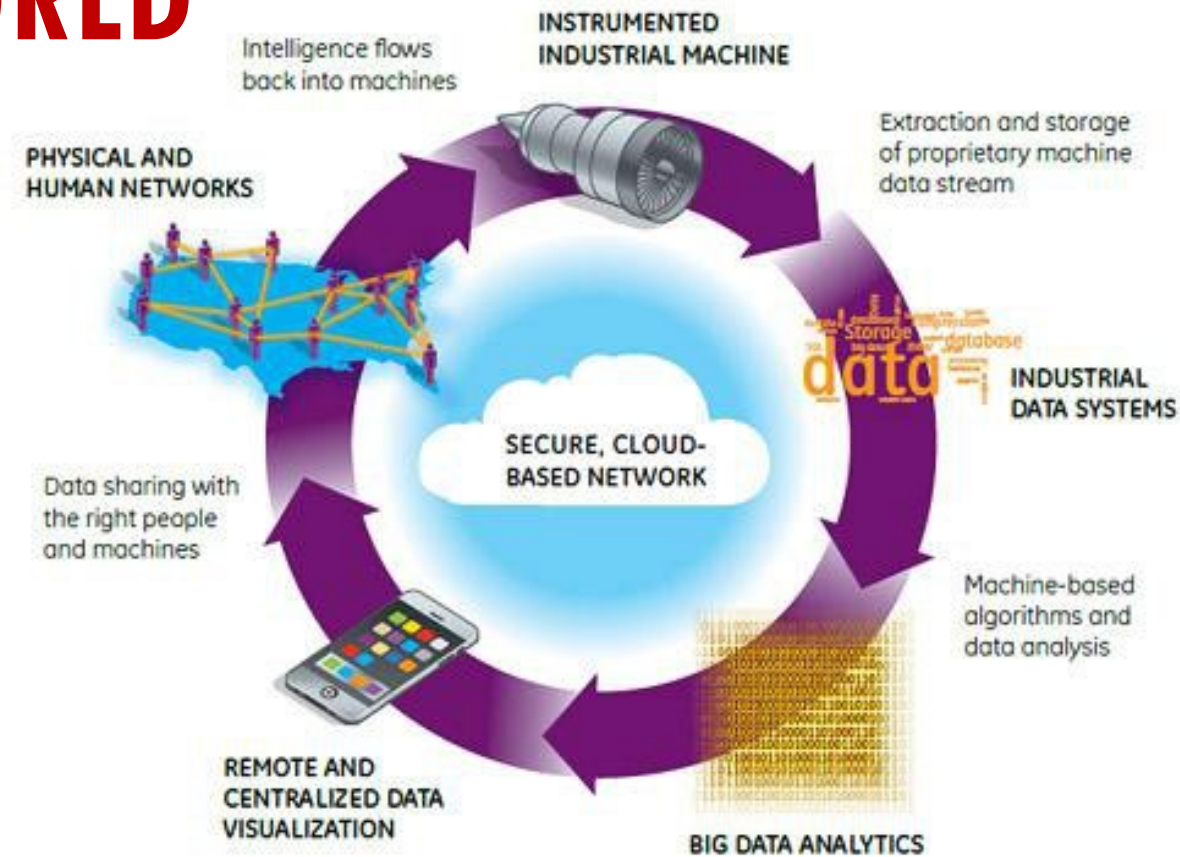 INSTRUMENTED
INDUSTRIAL MACHINE
Intelligence flows
back into machines
Extraction and storage
of proprietary machine
data stream
PHYSICAL AND
HUMAN NETWORKS
Storage
database
data
INDUSTRIAL
DATA SYSTEMS
SECURE, CLOUD-
BASED NETWORK
Data sharing with
the right people
and machines
Machine-based
algorithms and
data analysis
REMOTE AND
CENTRALIZED DATA
VISUALIZATION
BIG DATA ANALYTICS